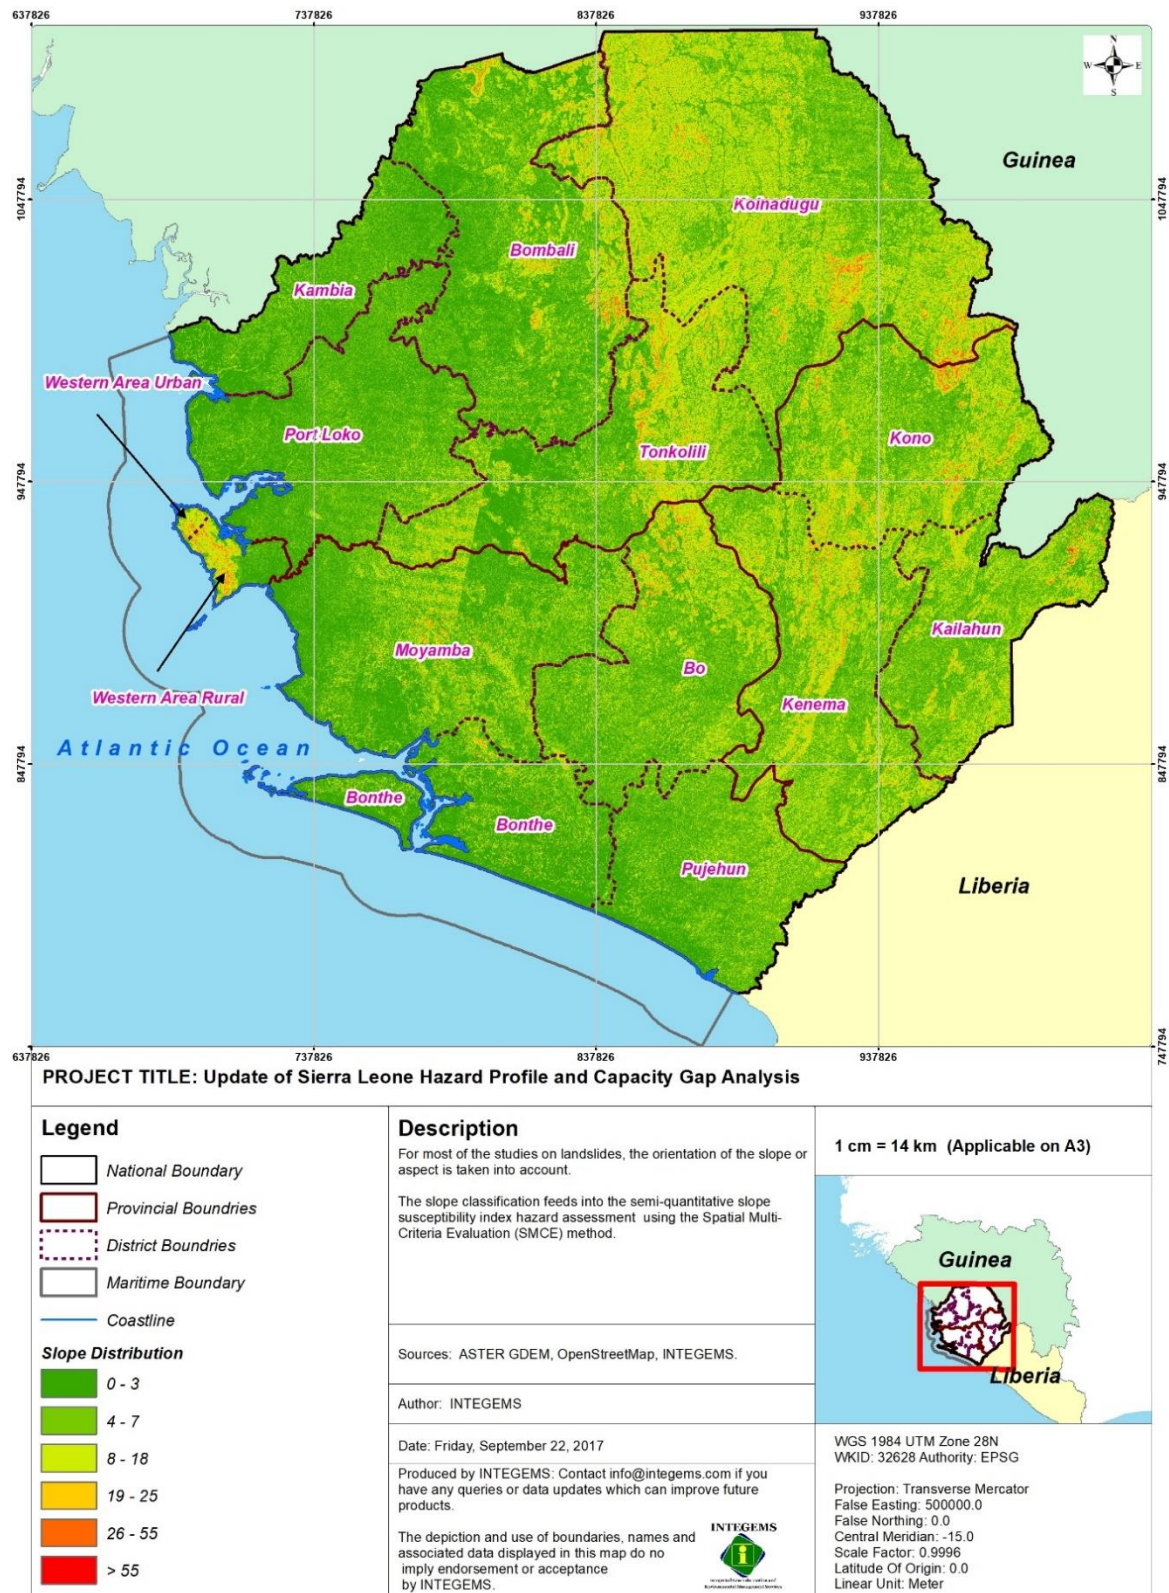 637826
737826
837826
937826
N
W
E
S
Guinea
1047794
1047794
Koinadugu
Bombali
Kambia
Western Area Urban
Port Loko
Kono
Tonkolili
947794
947794
Kailahun
Moyamba
Bo
Western Area Rural
Kenema
Atlantic Ocean
847794
847794
Bonthe
Bonthe
Pujehun
Liberia
747794
637826
737826
837826
937826
PROJECT TITLE: Update of Sierra Leone Hazard Profile and Capacity Gap Analysis
Legend
National Boundary
Provincial Boundries
District Boundries
Maritime Boundary
Coastline
Slope Distribution
0 - 3
4 - 7
8 - 18
19 - 25
26 - 55
> 55
Description
For most of the studies on landslides, the orientation of the slope or
aspect is taken into account.
The slope classification feeds into the semi-quantitative slope
susceptibility index hazard assessment using the Spatial Multi-
Criteria Evaluation (SMCE) method.
Sources: ASTER GDEM, OpenStreetMap, INTEGEMS.
Author: INTEGEMS
Date: Friday, September 22, 2017
Produced by INTEGEMS: Contact info@integems.com if you
have any queries or data updates which can improve future
products.
The depiction and use of boundaries, names and
associated data displayed in this map do no
imply endorsement or acceptance
by INTEGEMS.
INTEGEMS
1 cm = 14 km (Applicable on A3)
Guinea
Liberia
WGS 1984 UTM Zone 28N
WKID: 32628 Authority: EPSG
Projection: Transverse Mercator
False Easting: 500000.0
False Northing: 0.0
Central Meridian: -15.0
Scale Factor: 0.9996
Latitude Of Origin: 0.0
Linear Unit: Meter